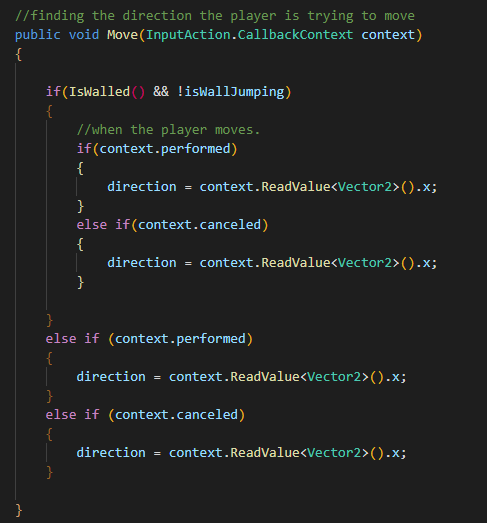 //finding the direction the player is trying to move
public void Move(InputAction.CallbackContext context)
{
if(IsWalled() && !isWallJumping)
{
//when the player moves.
if(context.performed)
{
direction = context.ReadValue<Vector2>().x;
}
else if(context.canceled)
{
direction = context.ReadValue<Vector2>().x;
}
}
else if (context.performed)
{
direction = context.ReadValue<Vector2>().x;
}
else if (context.canceled)
{
direction = context.ReadValue<Vector2>().x;
}
}